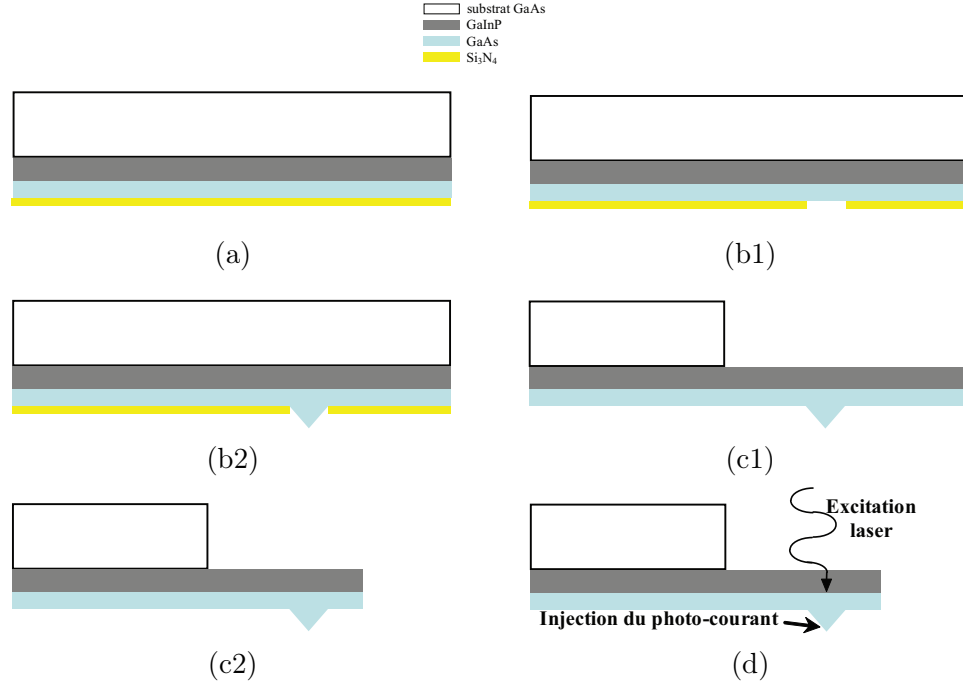 substrat GaAs
GaInP
GaAs
Si₃N₄
(a)
(b1)
(b2)
(c1)
(c2)
Excitation
laser
Injection du photo-courant
(d)